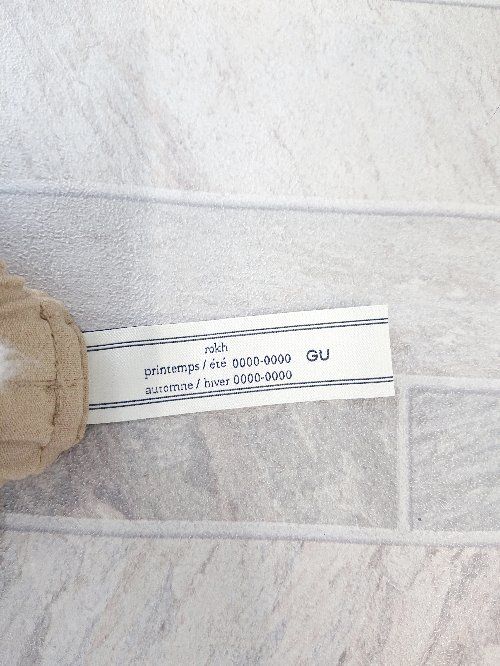 rokh
printemps / été 0000-0000 GU
automne / hiver 0000-0000